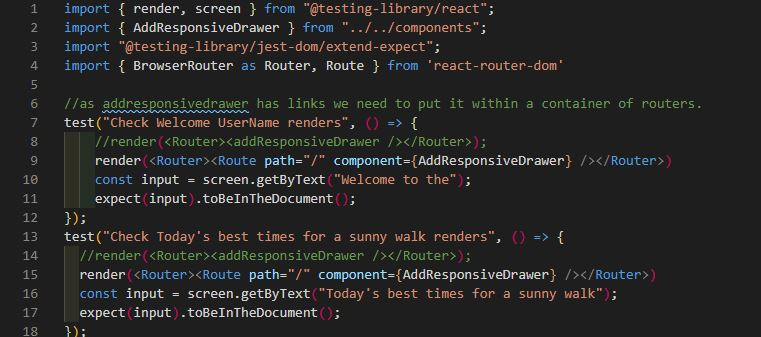 1 import { render, screen } from "@testing-library/react";
2 import { AddResponsiveDrawer } from "../../components";
3 import "@testing-library/jest-dom/extend-expect";
4 import { BrowserRouter as Router, Route } from 'react-router-dom'
5
6 //as addresponsivedrawer has links we need to put it within a container of routers.
7 test("Check Welcome UserName renders", () => {
8 //render(<Router><addResponsiveDrawer /></Router>);
9 render(<Router><Route path="/" component={AddResponsiveDrawer} /></Router>)
10 const input = screen.getByText("Welcome to the");
11 expect(input).toBeInTheDocument();
12 });
13 test("Check Today's best times for a sunny walk renders", () => {
14 //render(<Router><addResponsiveDrawer /></Router>);
15 render(<Router><Route path="/" component={AddResponsiveDrawer} /></Router>)
16 const input = screen.getByText("Today's best times for a sunny walk");
17 expect(input).toBeInTheDocument();
18 });